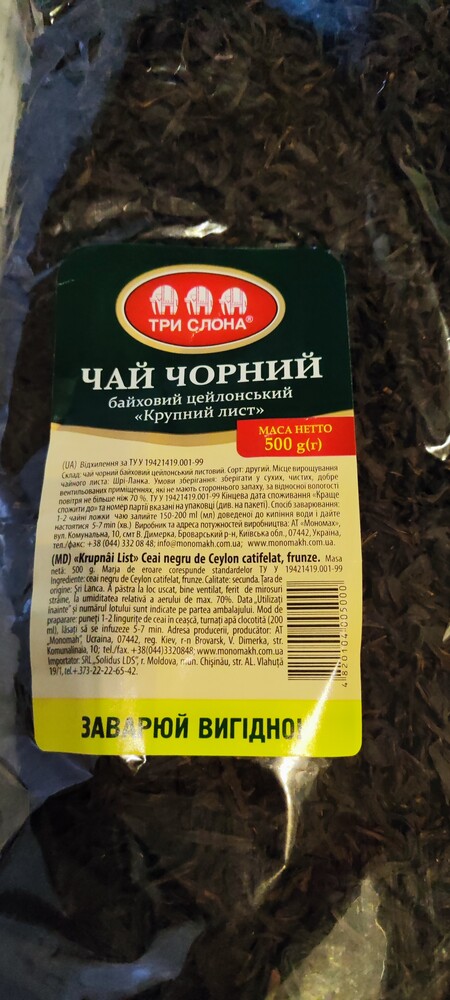 ТРИ СЛОНА®
ЧАЙ ЧОРНИЙ
байховий цейлонський
«Крупний лист»
МАСА НЕТТО
500 g(г)
(UA) Відхилення за ТУ У 19421419.001-99
Склад: чай чорний байховий цейлонський листовий. Сорт: другий. Місце вирощування
чайного листа: Шрі-Ланка. Умови зберігання: зберігати у сухих, чистих, добре
вентильованих приміщеннях, які не мають стороннього запаху, за відносної вологості
повітря не більше ніж 70 %. ТУ У 19421419.001-99 Кінцева дата споживання «Краще
спожити до» та номер партії вказані на упаковці (див. на пакеті). Спосіб заварювання:
1-2 чайні ложки чаю залийте 150-200 ml (мл) доведеної до кипіння води і дайте
настоятися 5-7 min (хв.) Виробник та адреса потужностей виробництва: АТ «Мономах»,
вул. Комунальна, 10, смт В. Димерка, Броварський р-н, Київська обл., 07442, Україна,
тел./факс: +38 (044) 332 08 48; info@monomakh.com.ua; www.monomakh.com.ua.
(MD) «Krupnâi List» Ceai negru de Ceylon catifelat, frunze. Masa
netă: 500 g. Marja de eroare corespunde standardelor TY У 19421419.001-99
Ingrediente: ceai negru de Ceylon catifelat, frunze. Calitate: secunda. Țara de
origine: Sri Lanca. A păstra la loc uscat, bine ventilat, ferit de mirosuri
străine, la umiditatea relativă a aerului de max. 70%. Data „Utilizați
înainte” și numărul lotului sunt indicate pe partea ambalajului. Mod de
praparare: puneți 1-2 lingurițe de ceai în ceașcă, turnați apă clocotită (200
ml), lăsați să se infuzeze 5-7 min. Adresa producerii, producător: AT
„Monomah”, Ucraina, 07442, reg. Kiev, r-n Brovarsk, V. Dimerka, str.
Komunalinaia, 10; tel./fax. +38(044)3320848; www.monomakh.com.ua
Importator: SRL „Solidus LDS”, r. Moldova, mun. Chișinău, str. AL. Vlahuță
19/1, tel.+.373-22-22-65-42.
4820104005000
ЗАВАРЮЙ ВИГІДНО!